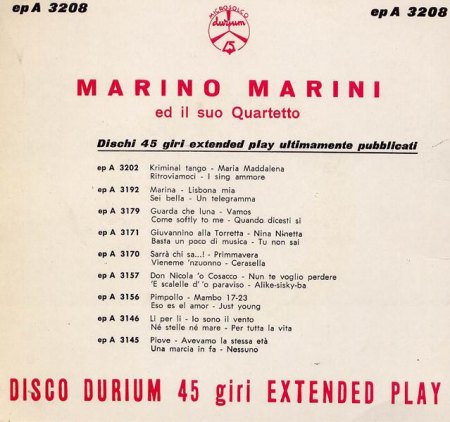 ep A 3208
MICROSOLCO
durium
45
ep A 3208
MARINO MARINI
ed il suo Quartetto
Dischi 45 giri extended play ultimamente pubblicati
ep A 3202 Kriminal tango - Maria Maddalena
Ritroviamoci - I sing ammore
ep A 3192 Marina - Lisbona mia
Sei bella - Un telegramma
ep A 3179 Guarda che luna - Vamos
Come softly to me - Quando dicesti si
ep A 3171 Giuvannino alla Torretta - Nina Ninetta
Basta un poco di musica - Tu non sai
ep A 3170 Sarrà chi sa...! - Primmavera
Vieneme 'nzuonno - Cerasella
ep A 3157 Don Nicola 'o Cosacco - Nun te voglio perdere
'E scalelle d' 'o paraviso - Alike-sisky-ba
ep A 3156 Pimpollo - Mambo 17-23
Eso es el amor - Just young
ep A 3146 Li per li - Io sono il vento
Né stelle né mare - Per tutta la vita
ep A 3145 Piove - Avevamo la stessa età
Una marcia in fa - Nessuno
DISCO DURIUM 45 giri EXTENDED PLAY